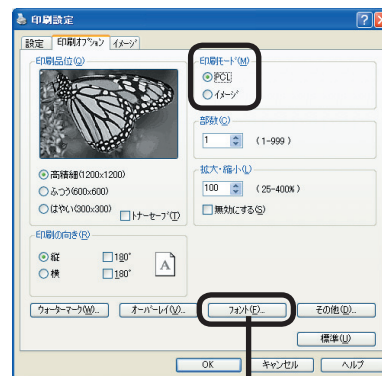 印刷設定
設定 印刷オプション イメージ
印刷品位(Q)
高精細(1200x1200)
ふつう(600x600)
はやい(300x300)
トナーセーブ(T)
印刷の向き(R)
縦 180°
横 180°
A
印刷モード(M)
PCL
イメージ
部数(C)
1 (1-999)
拡大・縮小(L)
100 (25-400%)
無効にする(S)
ウォーターマーク(W)... オーバーレイ(V)... フォント(F)... その他(D)...
標準(U)
OK キャンセル ヘルプ